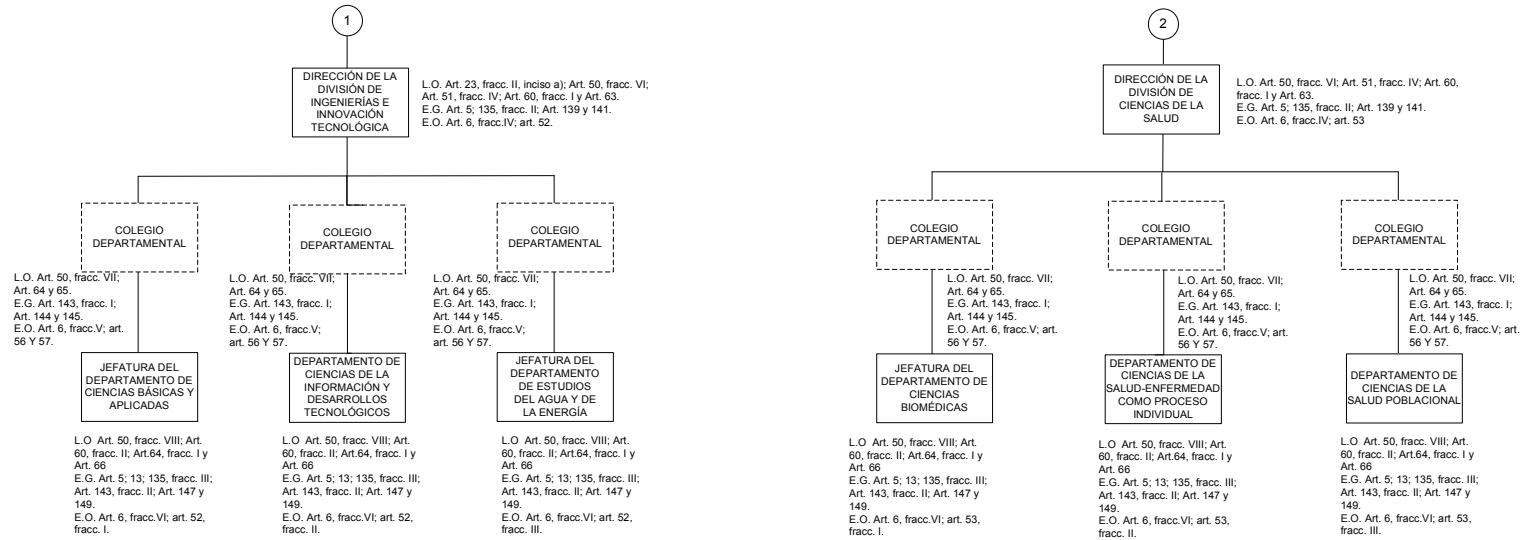 1
DIRECCIÓN DE LA
DIVISIÓN DE
INGENIERÍAS E
INNOVACIÓN
TECNOLÓGICA
L.O. Art. 23, fracc. II, inciso a); Art. 50, fracc. VI;
Art. 51, fracc. IV; Art. 60, fracc. I y Art. 63.
E.G. Art. 5; 135, fracc. II; Art. 139 y 141.
E.O. Art. 6, fracc.IV; art. 52.
COLEGIO
DEPARTAMENTAL
L.O. Art. 50, fracc. VII;
Art. 64 y 65.
E.G. Art. 143, fracc. I;
Art. 144 y 145.
E.O. Art. 6, fracc.V; art.
56 Y 57.
JEFATURA DEL
DEPARTAMENTO DE
CIENCIAS BÁSICAS Y
APLICADAS
L.O Art. 50, fracc. VIII; Art.
60, fracc. II; Art.64, fracc. I y
Art. 66
E.G. Art. 5; 13; 135, fracc. III;
Art. 143, fracc. II; Art. 147 y
149.
E.O. Art. 6, fracc.VI; art. 52,
fracc. I.
COLEGIO
DEPARTAMENTAL
L.O. Art. 50, fracc. VII;
Art. 64 y 65.
E.G. Art. 143, fracc. I;
Art. 144 y 145.
E.O. Art. 6, fracc.V;
art. 56 Y 57.
DEPARTAMENTO DE
CIENCIAS DE LA
INFORMACIÓN Y
DESARROLLOS
TECNOLÓGICOS
L.O Art. 50, fracc. VIII; Art.
60, fracc. II; Art.64, fracc. I y
Art. 66
E.G. Art. 5; 13; 135, fracc. III;
Art. 143, fracc. II; Art. 147 y
149.
E.O. Art. 6, fracc.VI; art. 52,
fracc. II.
COLEGIO
DEPARTAMENTAL
L.O. Art. 50, fracc. VII;
Art. 64 y 65.
E.G. Art. 143, fracc. I;
Art. 144 y 145.
E.O. Art. 6, fracc.V;
art. 56 Y 57.
JEFATURA DEL
DEPARTAMENTO
DE ESTUDIOS
DEL AGUA Y DE
LA ENERGÍA
L.O Art. 50, fracc. VIII; Art.
60, fracc. II; Art.64, fracc. I y
Art. 66
E.G. Art. 5; 13; 135, fracc. III;
Art. 143, fracc. II; Art. 147 y
149.
E.O. Art. 6, fracc.VI; art. 52,
fracc. III.
2
DIRECCIÓN DE LA
DIVISIÓN DE
CIENCIAS DE LA
SALUD
L.O. Art. 50, fracc. VI; Art. 51, fracc. IV; Art. 60,
fracc. I y Art. 63.
E.G. Art. 5; 135, fracc. II; Art. 139 y 141.
E.O. Art. 6, fracc.IV; art. 53
COLEGIO
DEPARTAMENTAL
L.O. Art. 50, fracc. VII;
Art. 64 y 65.
E.G. Art. 143, fracc. I;
Art. 144 y 145.
E.O. Art. 6, fracc.V; art.
56 Y 57.
JEFATURA DEL
DEPARTAMENTO DE
CIENCIAS
BIOMÉDICAS
L.O Art. 50, fracc. VIII; Art.
60, fracc. II; Art.64, fracc. I y
Art. 66
E.G. Art. 5; 13; 135, fracc. III;
Art. 143, fracc. II; Art. 147 y
149.
E.O. Art. 6, fracc.VI; art. 53,
fracc. I.
COLEGIO
DEPARTAMENTAL
L.O. Art. 50, fracc. VII;
Art. 64 y 65.
E.G. Art. 143, fracc. I;
Art. 144 y 145.
E.O. Art. 6, fracc.V; art.
56 Y 57.
DEPARTAMENTO DE
CIENCIAS DE LA
SALUD-ENFERMEDAD
COMO PROCESO
INDIVIDUAL
L.O Art. 50, fracc. VIII; Art.
60, fracc. II; Art.64, fracc. I y
Art. 66
E.G. Art. 5; 13; 135, fracc. III;
Art. 143, fracc. II; Art. 147 y
149.
E.O. Art. 6, fracc.VI; art. 53,
fracc. II.
COLEGIO
DEPARTAMENTAL
L.O. Art. 50, fracc. VII;
Art. 64 y 65.
E.G. Art. 143, fracc. I;
Art. 144 y 145.
E.O. Art. 6, fracc.V; art.
56 Y 57.
DEPARTAMENTO DE
CIENCIAS DE LA
SALUD POBLACIONAL
L.O Art. 50, fracc. VIII; Art.
60, fracc. II; Art.64, fracc. I y
Art. 66
E.G. Art. 5; 13; 135, fracc. III;
Art. 143, fracc. II; Art. 147 y
149.
E.O. Art. 6, fracc.VI; art. 53,
fracc. III.